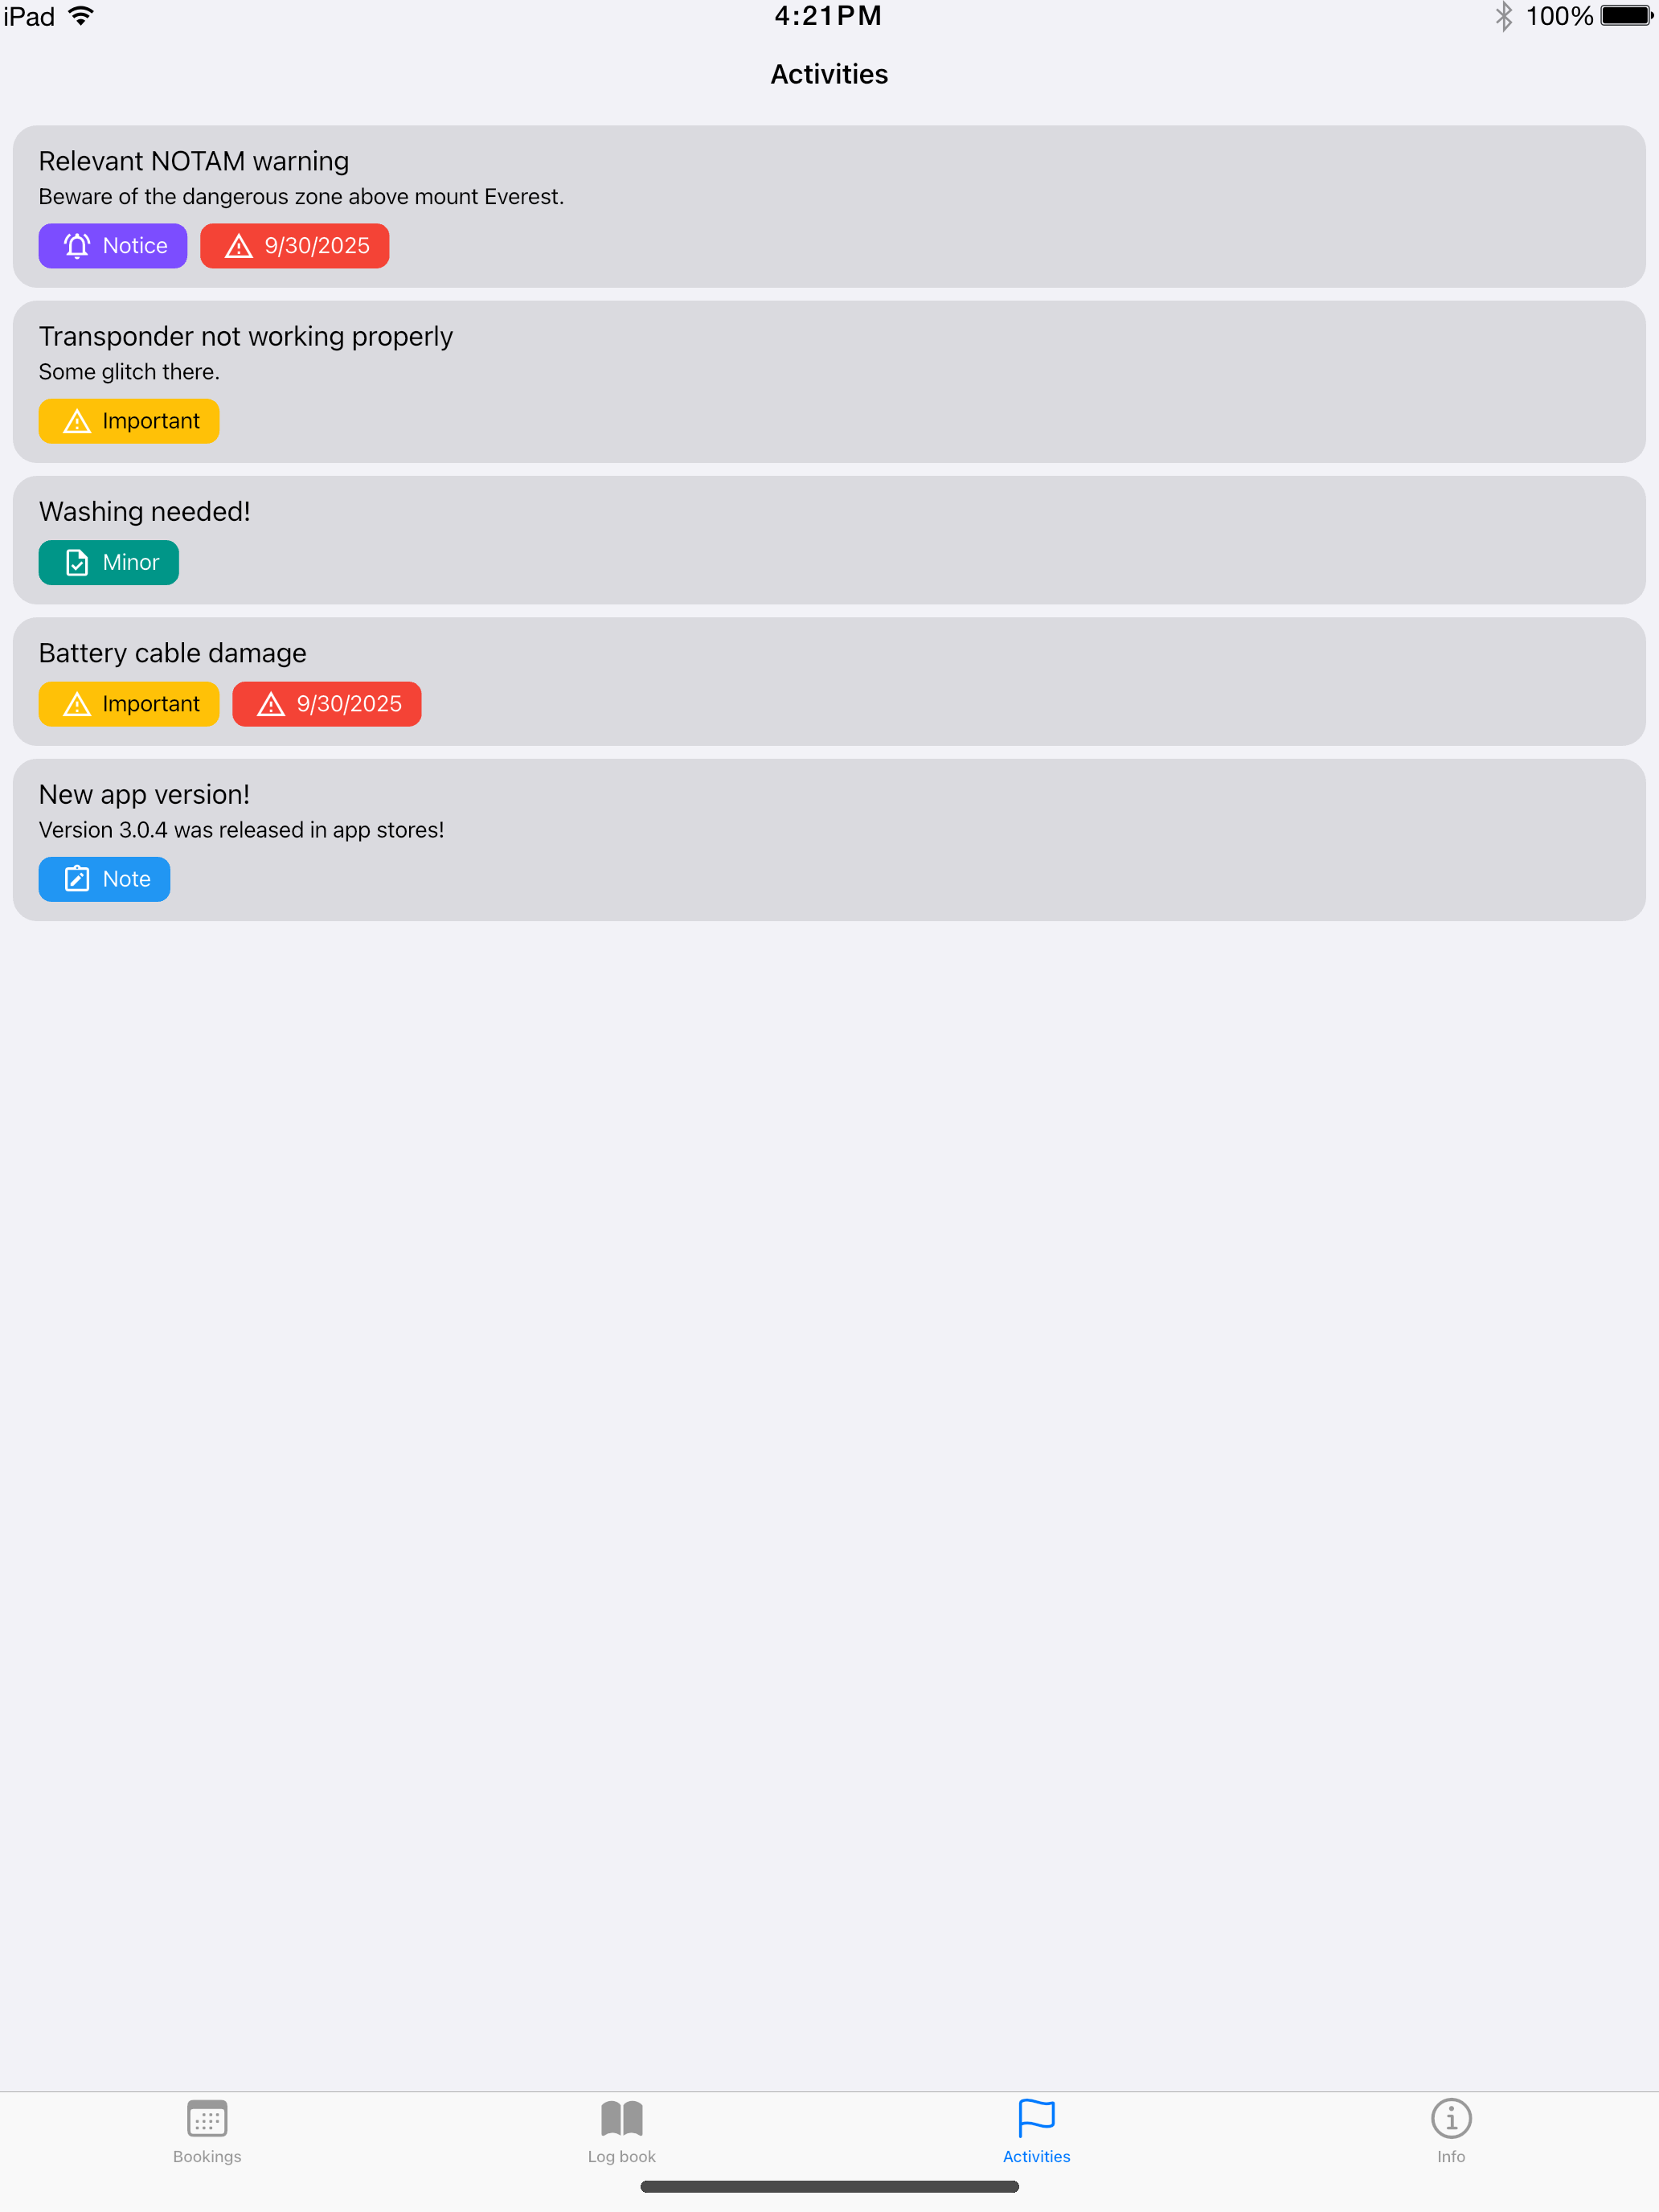 iPad 4:21PM 100%
Activities
Relevant NOTAM warning
Beware of the dangerous zone above mount Everest.
Notice 9/30/2025
Transponder not working properly
Some glitch there.
Important
Washing needed!
Minor
Battery cable damage
Important 9/30/2025
New app version!
Version 3.0.4 was released in app stores!
Note
Bookings Log book Activities Info